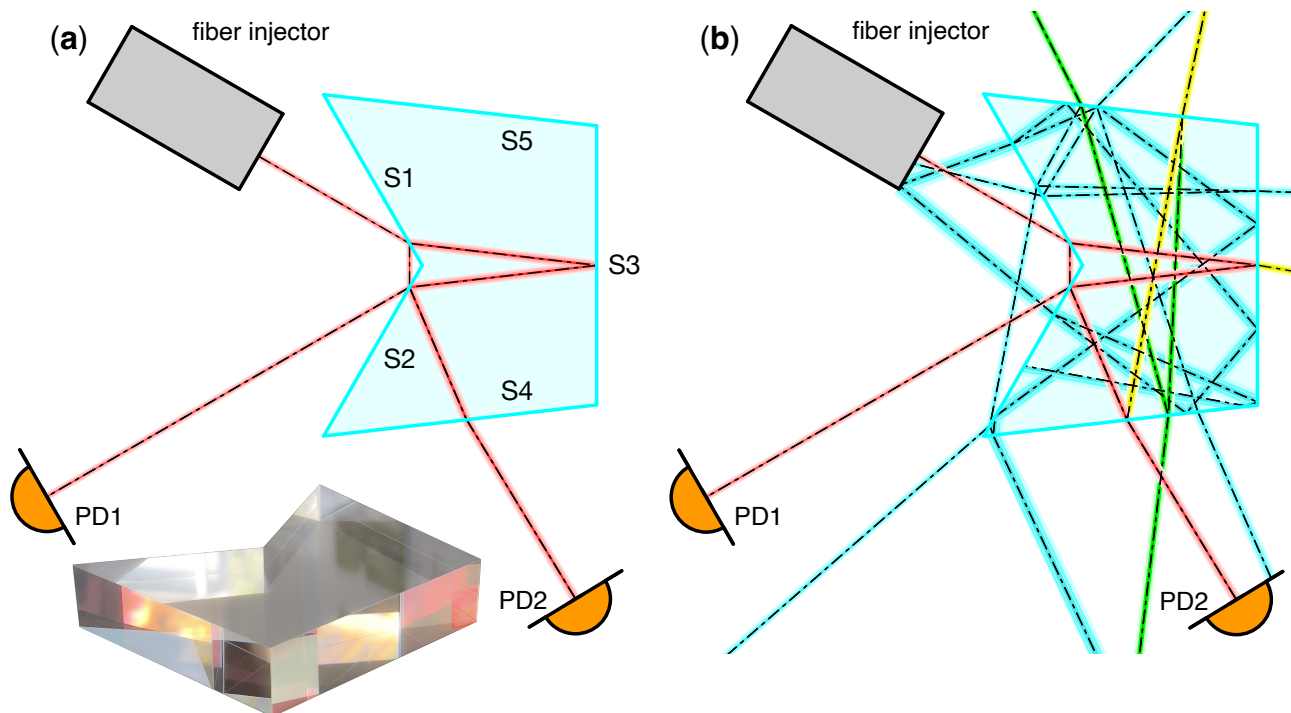 (a)
fiber injector
S5
S1
S3
S2
S4
PD1
PD2
(b)
fiber injector
PD1
PD2